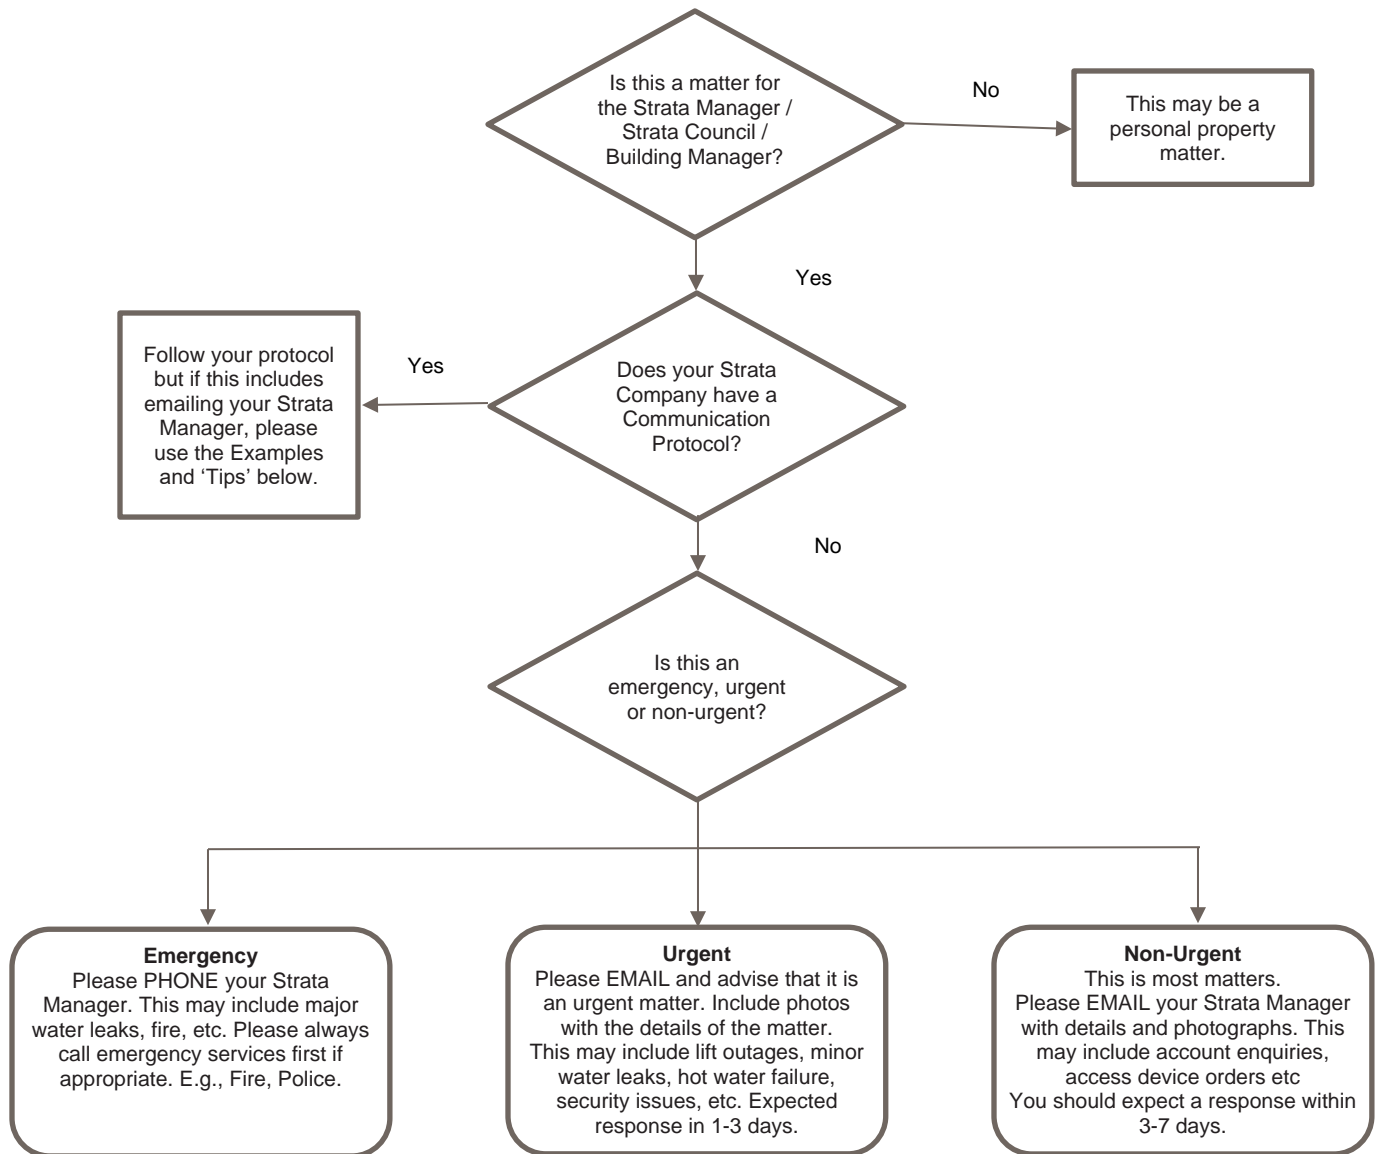 Is this a matter for
the Strata Manager /
Strata Council /
Building Manager?
No
This may be a
personal property
matter.
Yes
Does your Strata
Company have a
Communication
Protocol?
Yes
Follow your protocol
but if this includes
emailing your Strata
Manager, please
use the Examples
and ‘Tips’ below.
No
Is this an
emergency, urgent
or non-urgent?
Emergency
Please PHONE your Strata
Manager. This may include major
water leaks, fire, etc. Please always
call emergency services first if
appropriate. E.g., Fire, Police.
Urgent
Please EMAIL and advise that it is
an urgent matter. Include photos
with the details of the matter.
This may include lift outages, minor
water leaks, hot water failure,
security issues, etc. Expected
response in 1-3 days.
Non-Urgent
This is most matters.
Please EMAIL your Strata Manager
with details and photographs. This
may include account enquiries,
access device orders etc
You should expect a response within
3-7 days.